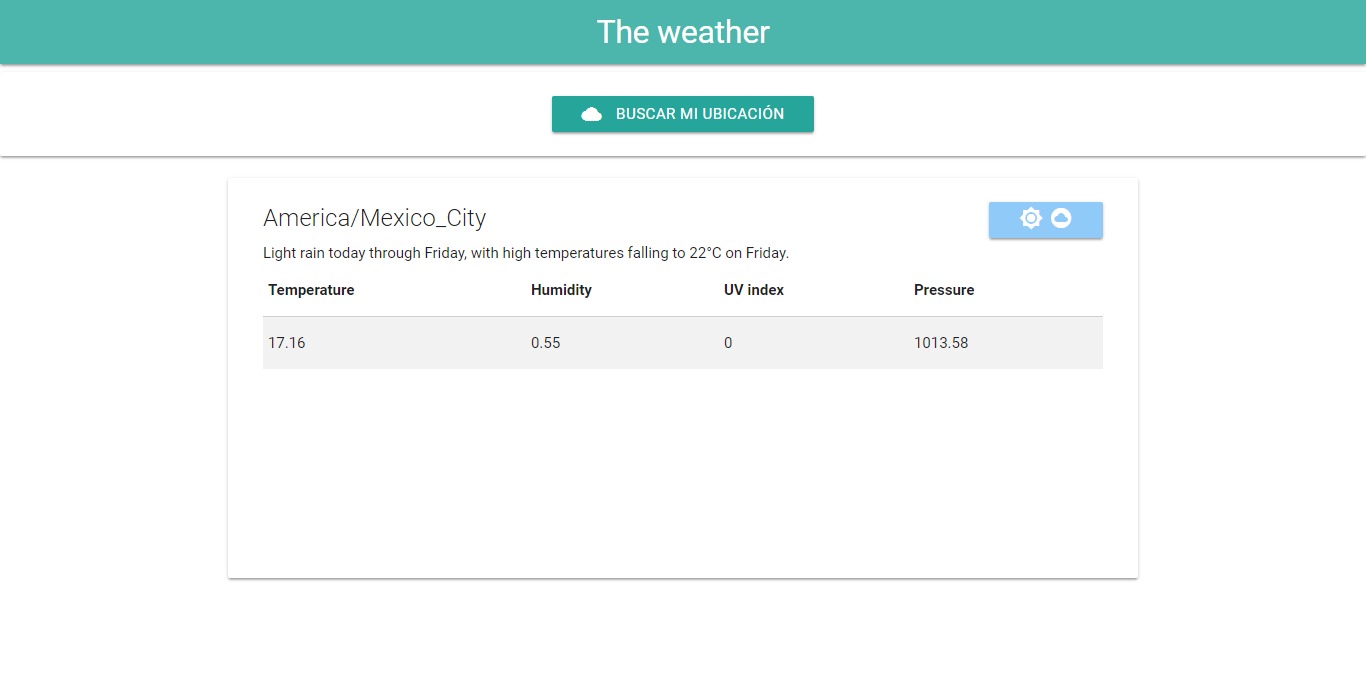 The weather
BUSCAR MI UBICACIÓN
America/Mexico_City
Light rain today through Friday, with high temperatures falling to 22°C on Friday.
Temperature Humidity UV index Pressure
17.16 0.55 0 1013.58